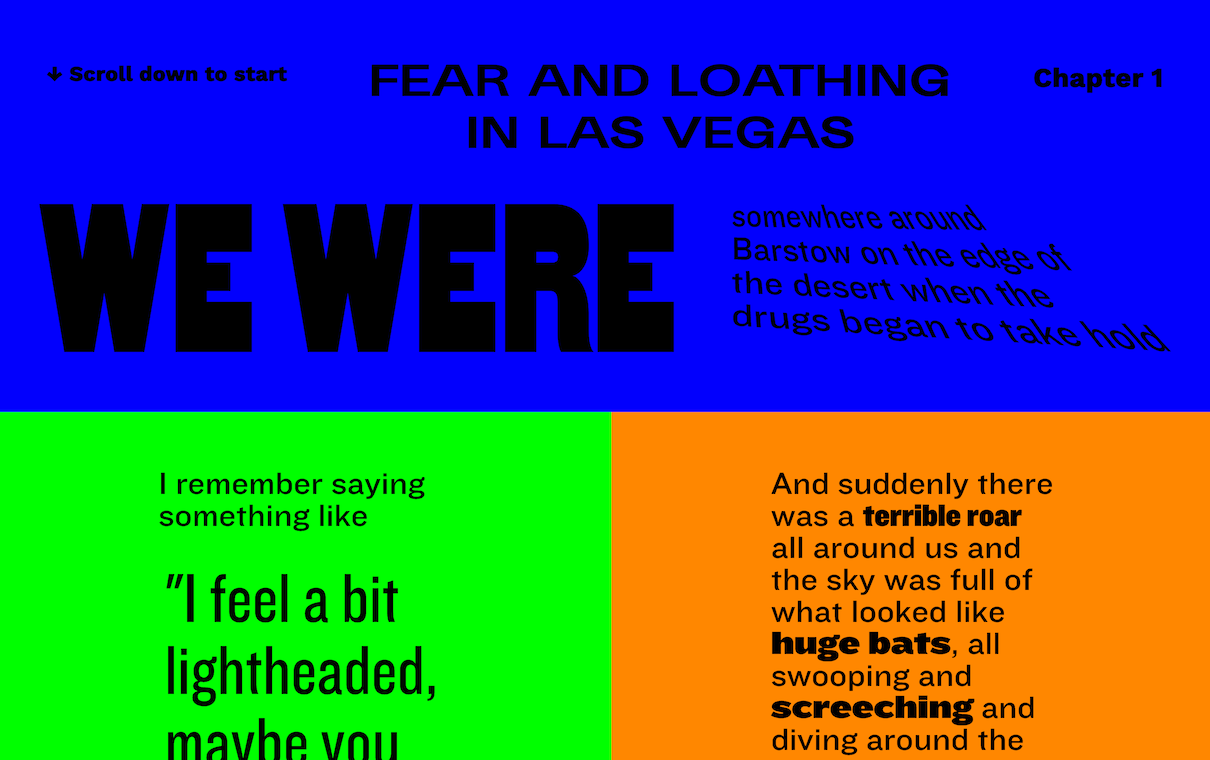 ↓ Scroll down to start
FEAR AND LOATHING
IN LAS VEGAS
Chapter 1
WE WERE
somewhere around
Barstow on the edge of
the desert when the
drugs began to take hold
I remember saying
something like
"I feel a bit
lightheaded,
maybe you
And suddenly there
was a terrible roar
all around us and
the sky was full of
what looked like
huge bats, all
swooping and
screeching and
diving around the